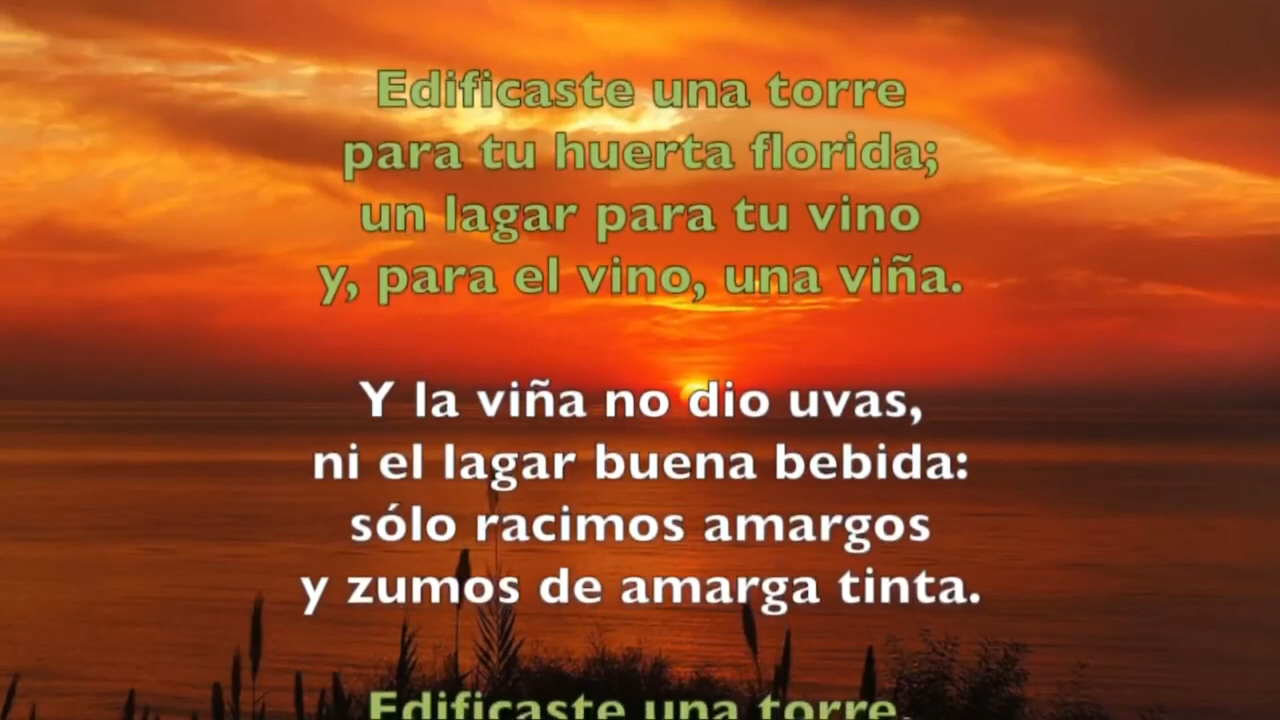 Edificaste una torre
para tu huerta florida;
un lagar para tu vino
y, para el vino, una viña.
Y la viña no dio uvas,
ni el lagar buena bebida:
sólo racimos amargos
y zumos de amarga tinta.
Edificaste una torre,